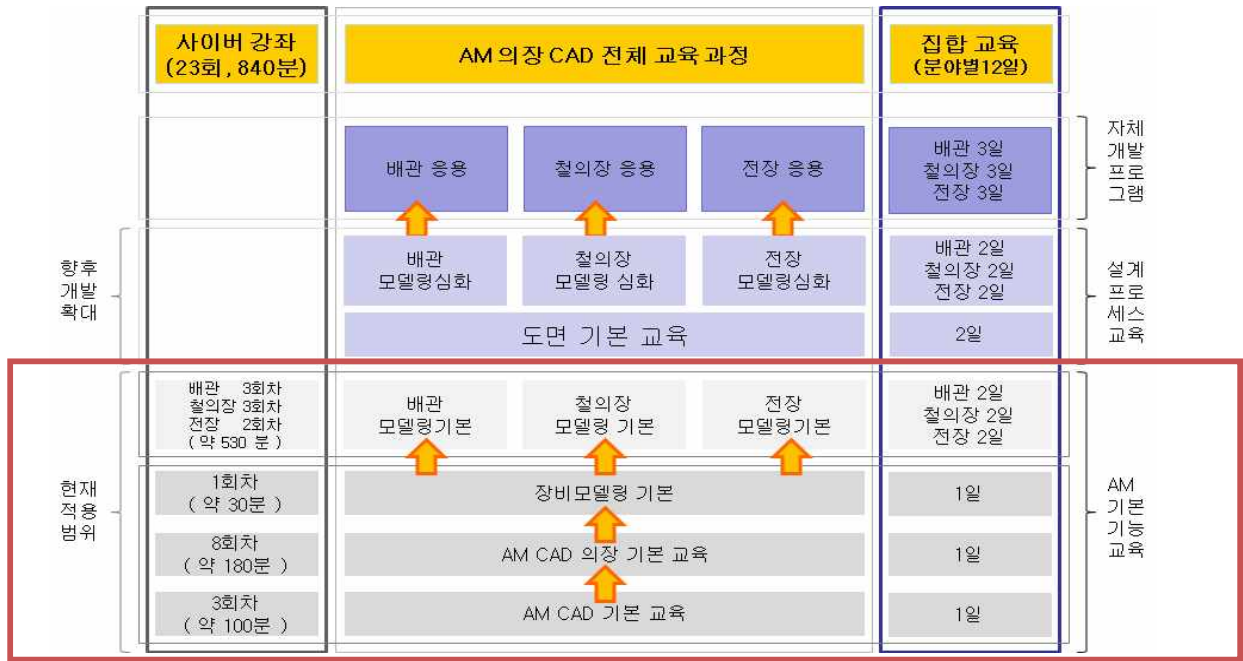 사이버 강좌
(23회, 840분)
AM 의장 CAD 전체 교육 과정
집합 교육
(분야별12일)
배관 응용
철의장 응용
전장 응용
배관 3일
철의장 3일
전장 3일
자체
개발
프로
그램
향후
개발
확대
배관
모델링심화
철의장
모델링 심화
전장
모델링심화
배관 2일
철의장 2일
전장 2일
설계
프로
세스
교육
도면 기본 교육
2일
현재
적용
범위
배관 3회차
철의장 3회차
전장 2회차
( 약 530 분 )
배관
모델링기본
철의장
모델링 기본
전장
모델링기본
배관 2일
철의장 2일
전장 2일
AM
기본
기능
교육
1회차
( 약 30분 )
장비모델링 기본
1일
8회차
( 약 180분 )
AM CAD 의장 기본 교육
1일
3회차
( 약 100분 )
AM CAD 기본 교육
1일